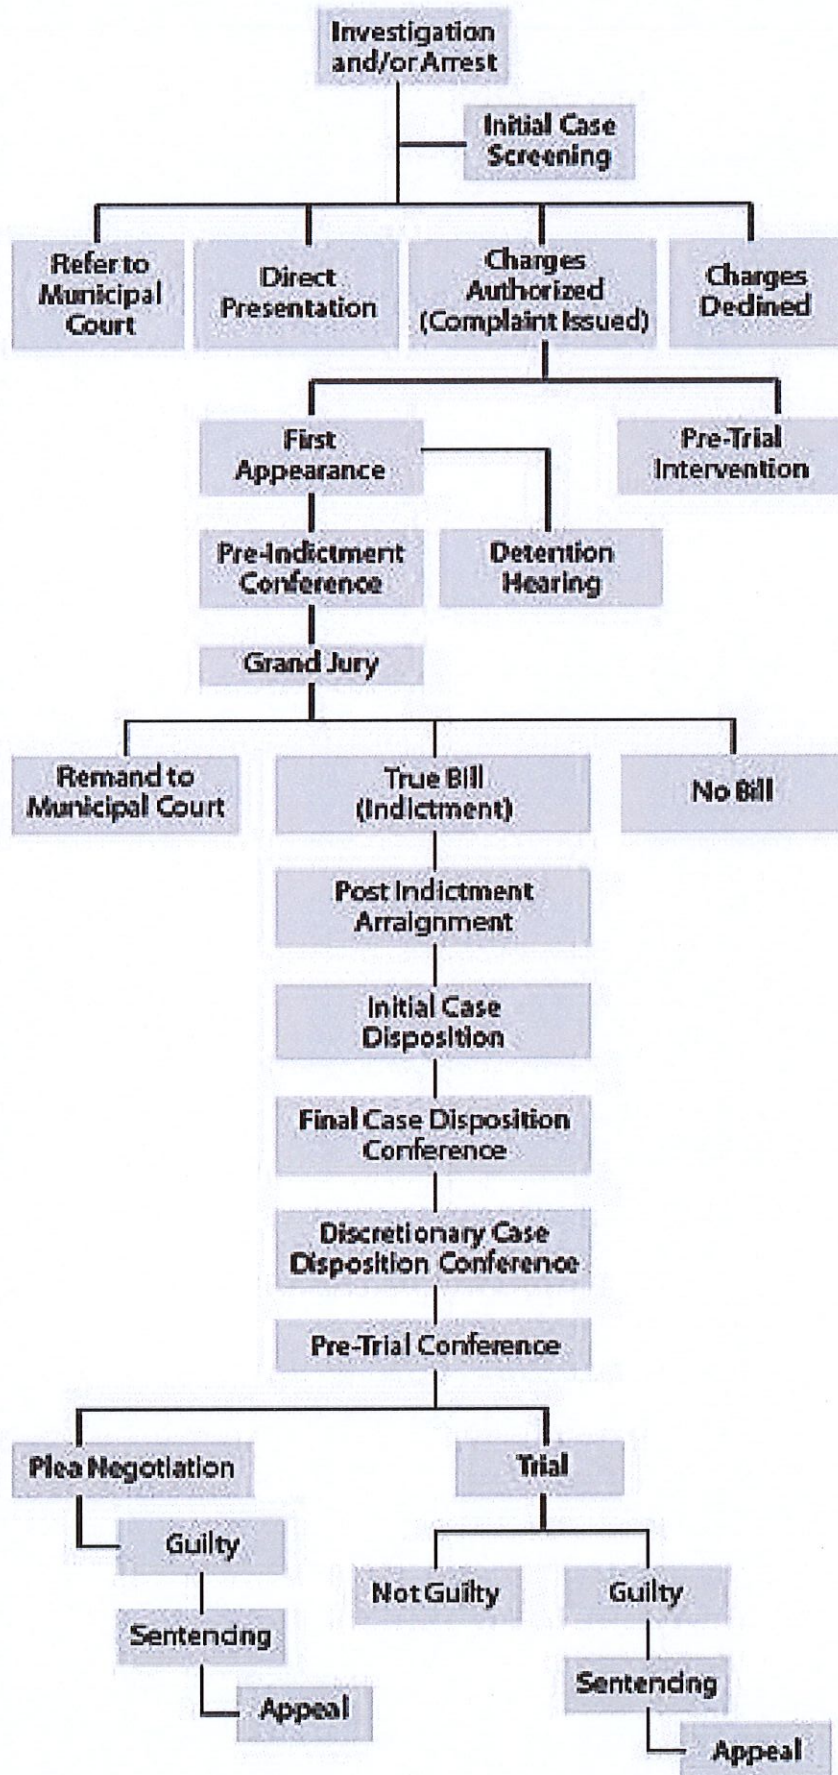 Investigation
and/or Arrest
Initial Case
Screening
Refer to
Municipal
Court
Direct
Presentation
Charges
Authorized
(Complaint Issued)
Charges
Declined
First
Appearance
Pre-Trial
Intervention
Pre-Indictment
Conference
Detention
Hearing
Grand Jury
Remand to
Municipal Court
True Bill
(Indictment)
No Bill
Post Indictment
Arraignment
Initial Case
Disposition
Final Case Disposition
Conference
Discretionary Case
Disposition Conference
Pre-Trial Conference
Plea Negotiation
Trial
Guilty
Not Guilty
Guilty
Sentencing
Sentencing
Appeal
Appeal